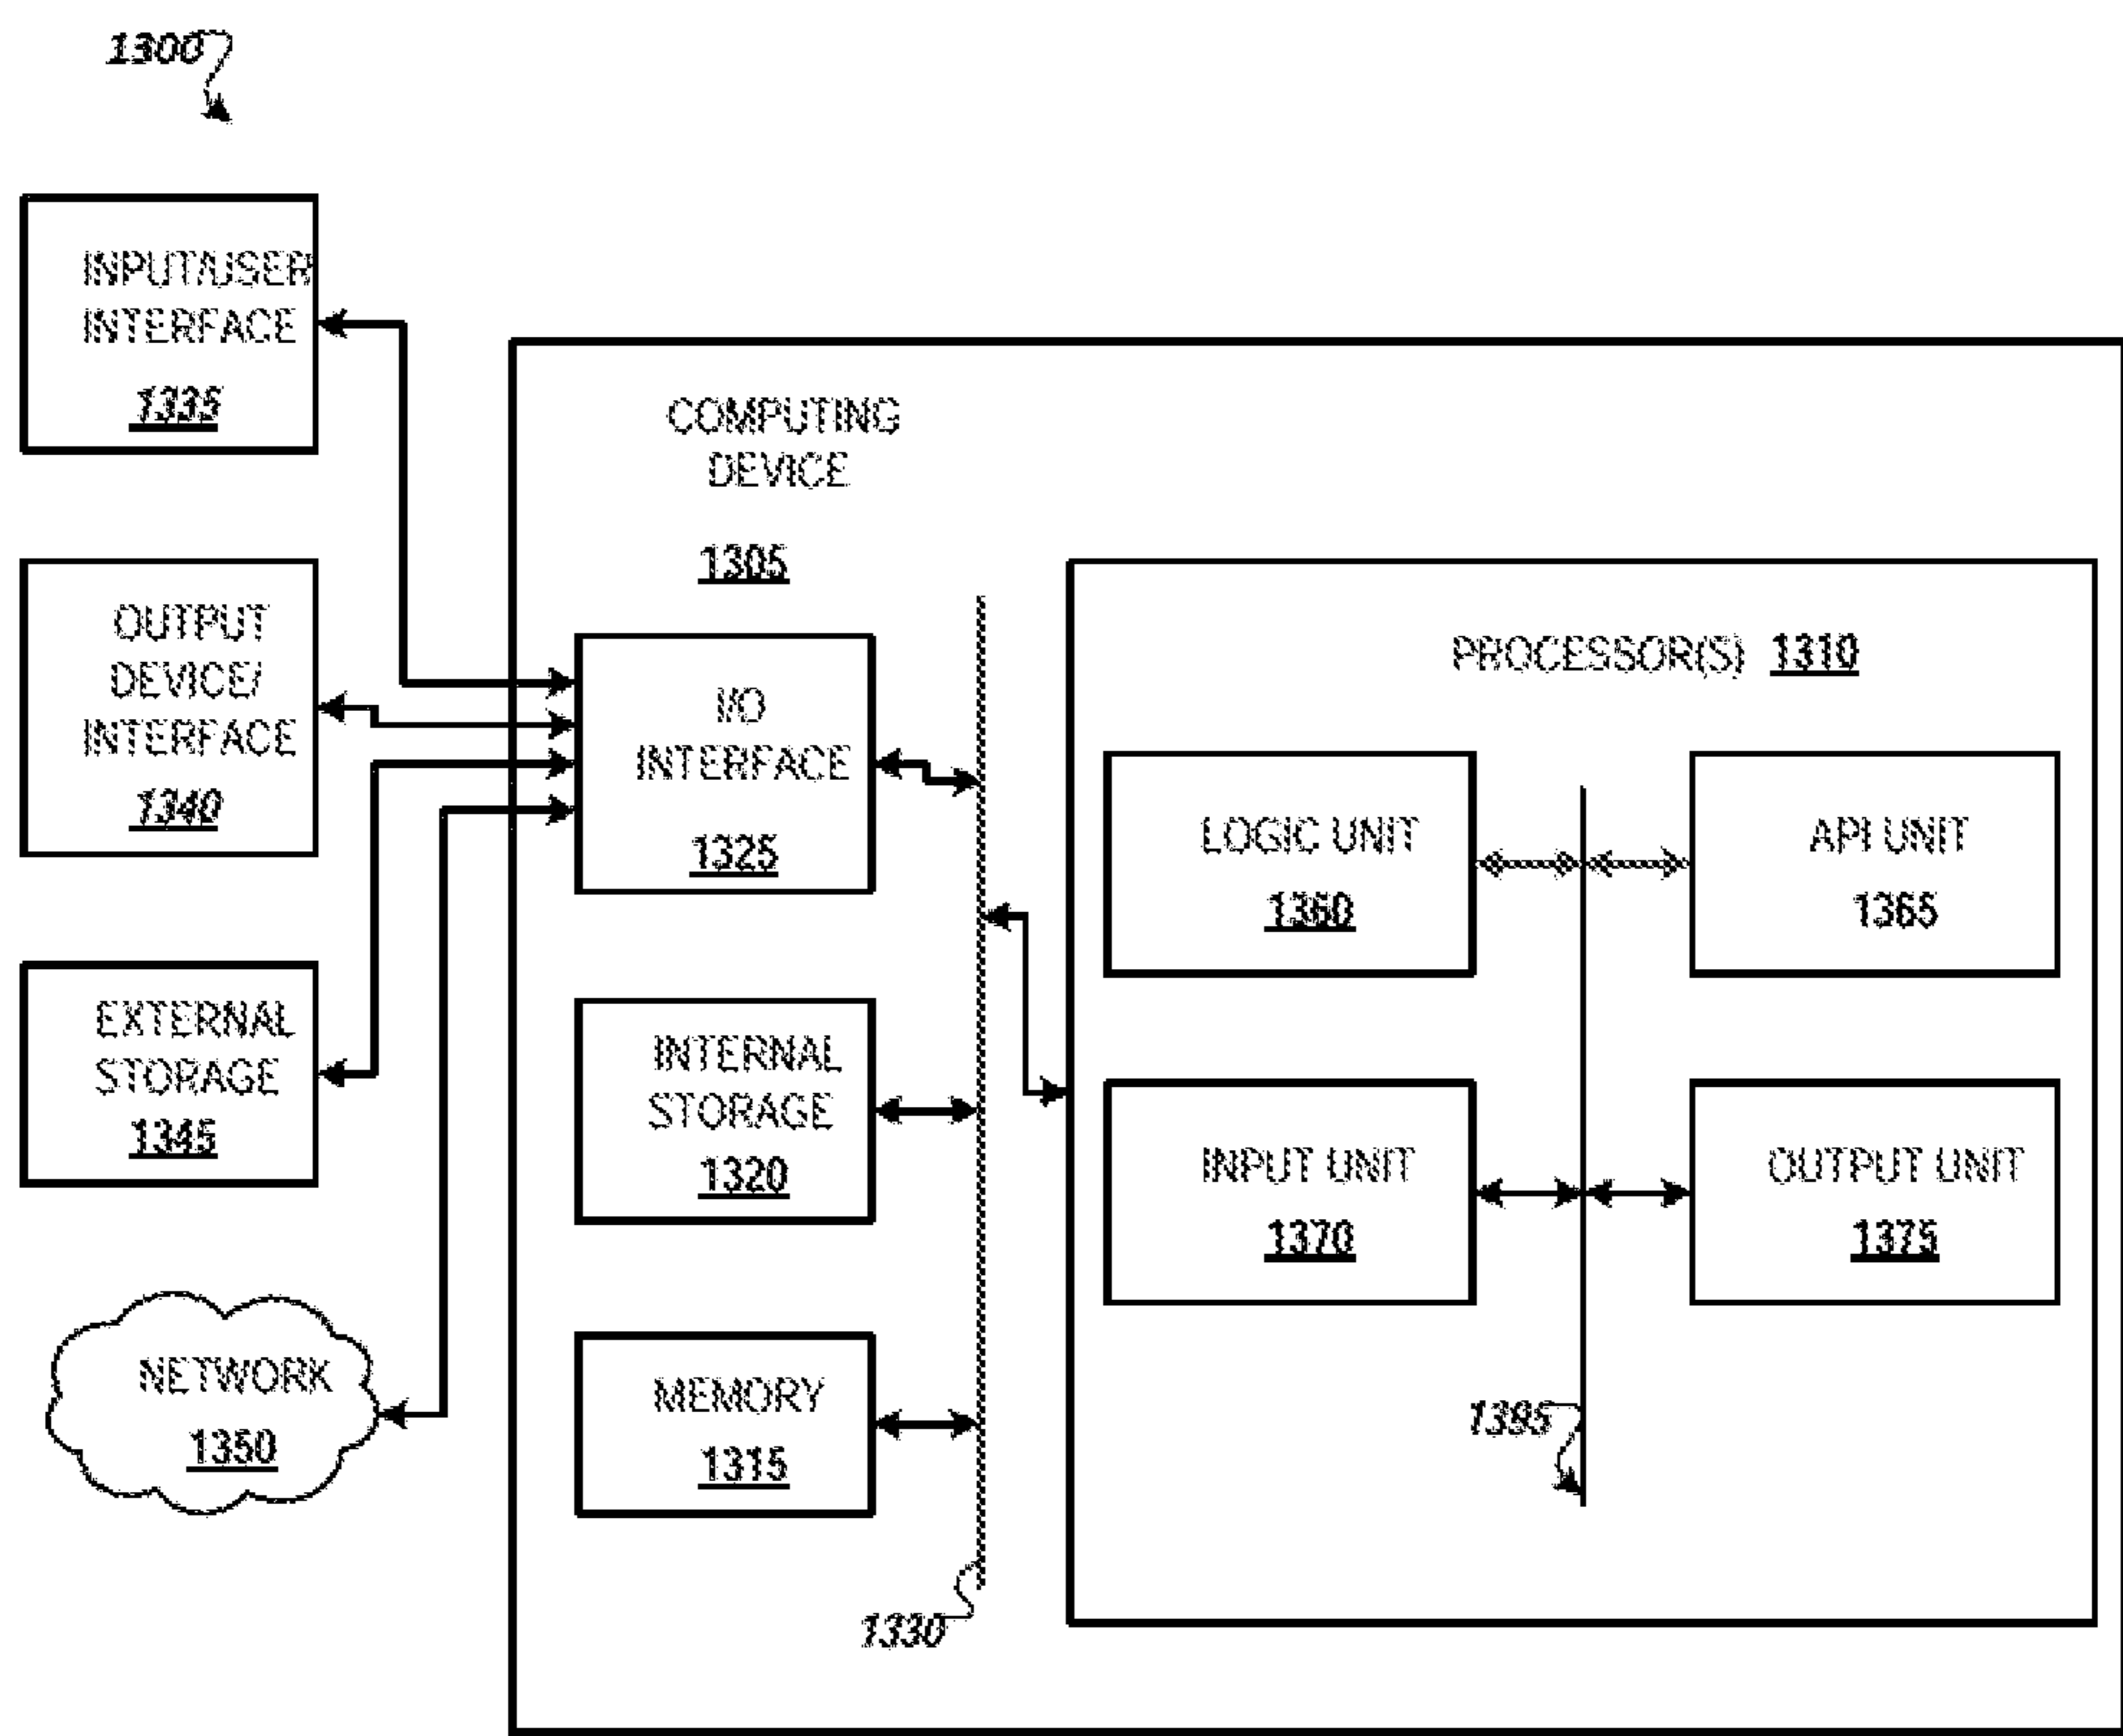 1300
INPUT/USER
INTERFACE
1335
OUTPUT
DEVICE/
INTERFACE
1340
EXTERNAL
STORAGE
1345
NETWORK
1350
COMPUTING
DEVICE
1305
I/O
INTERFACE
1325
INTERNAL
STORAGE
1320
MEMORY
1315
1330
PROCESSOR(S) 1310
LOGIC UNIT
1360
API UNIT
1365
INPUT UNIT
1370
OUTPUT UNIT
1375
1395